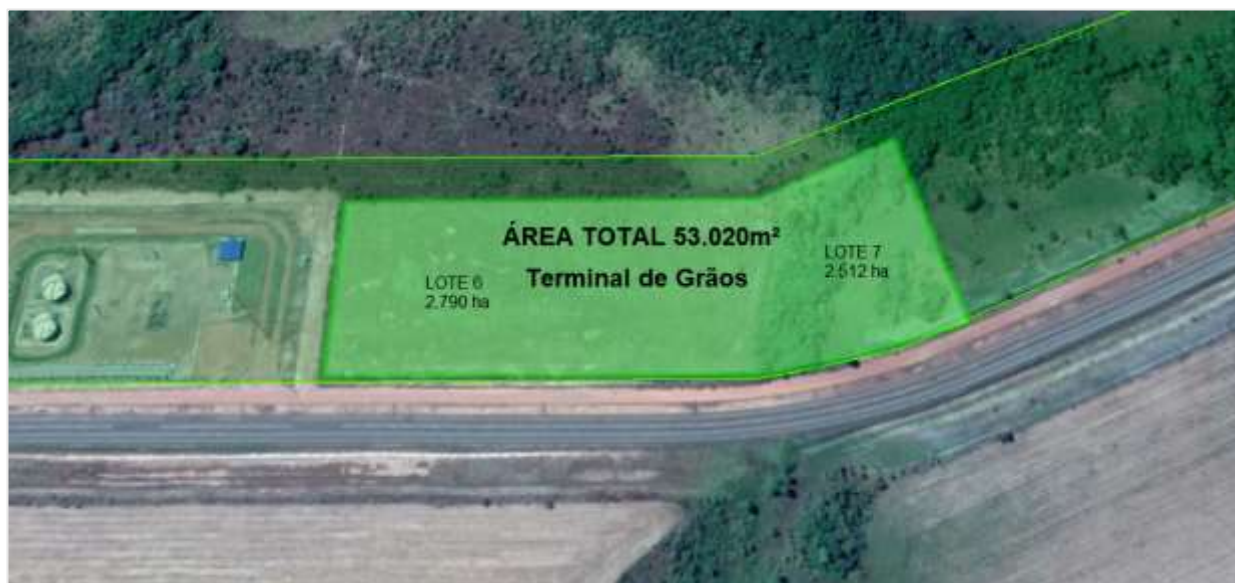 ÁREA TOTAL 53.020m²
Terminal de Grãos
LOTE 6
2.790 ha
LOTE 7
2.512 ha